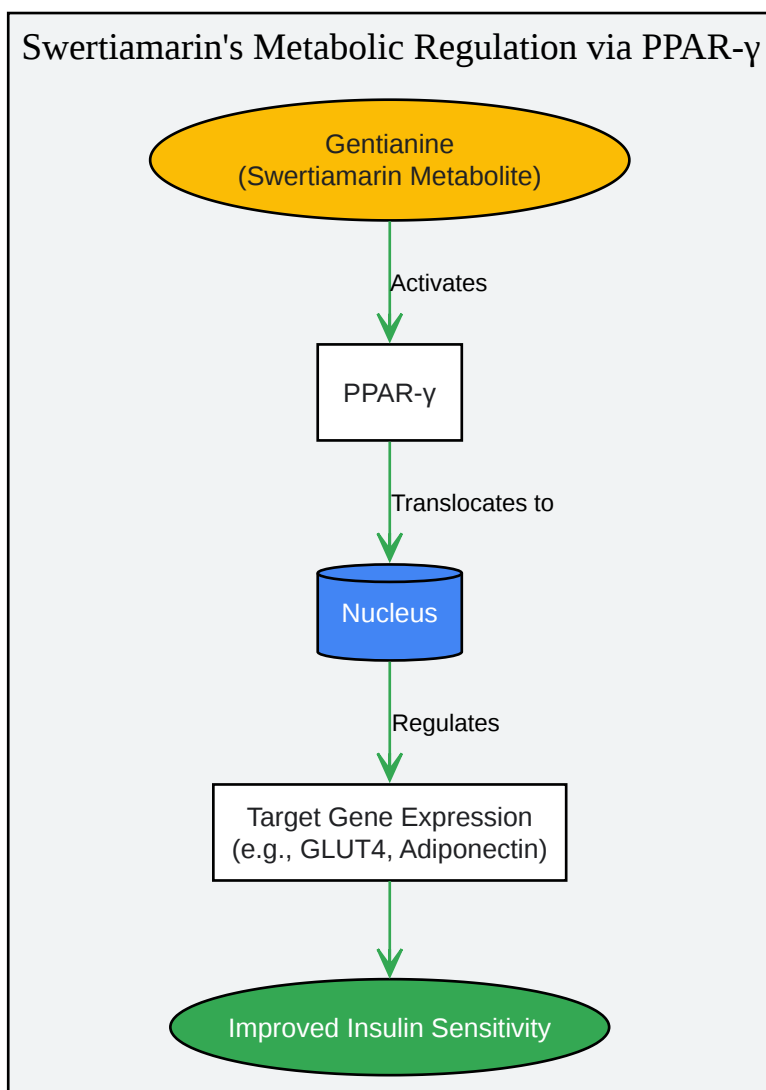 Swertiamarin's Metabolic Regulation via PPAR-γ
Gentianine
(Swertiamarin Metabolite)
Activates
PPAR-γ
Translocates to
Nucleus
Regulates
Target Gene Expression
(e.g., GLUT4, Adiponectin)
Improved Insulin Sensitivity